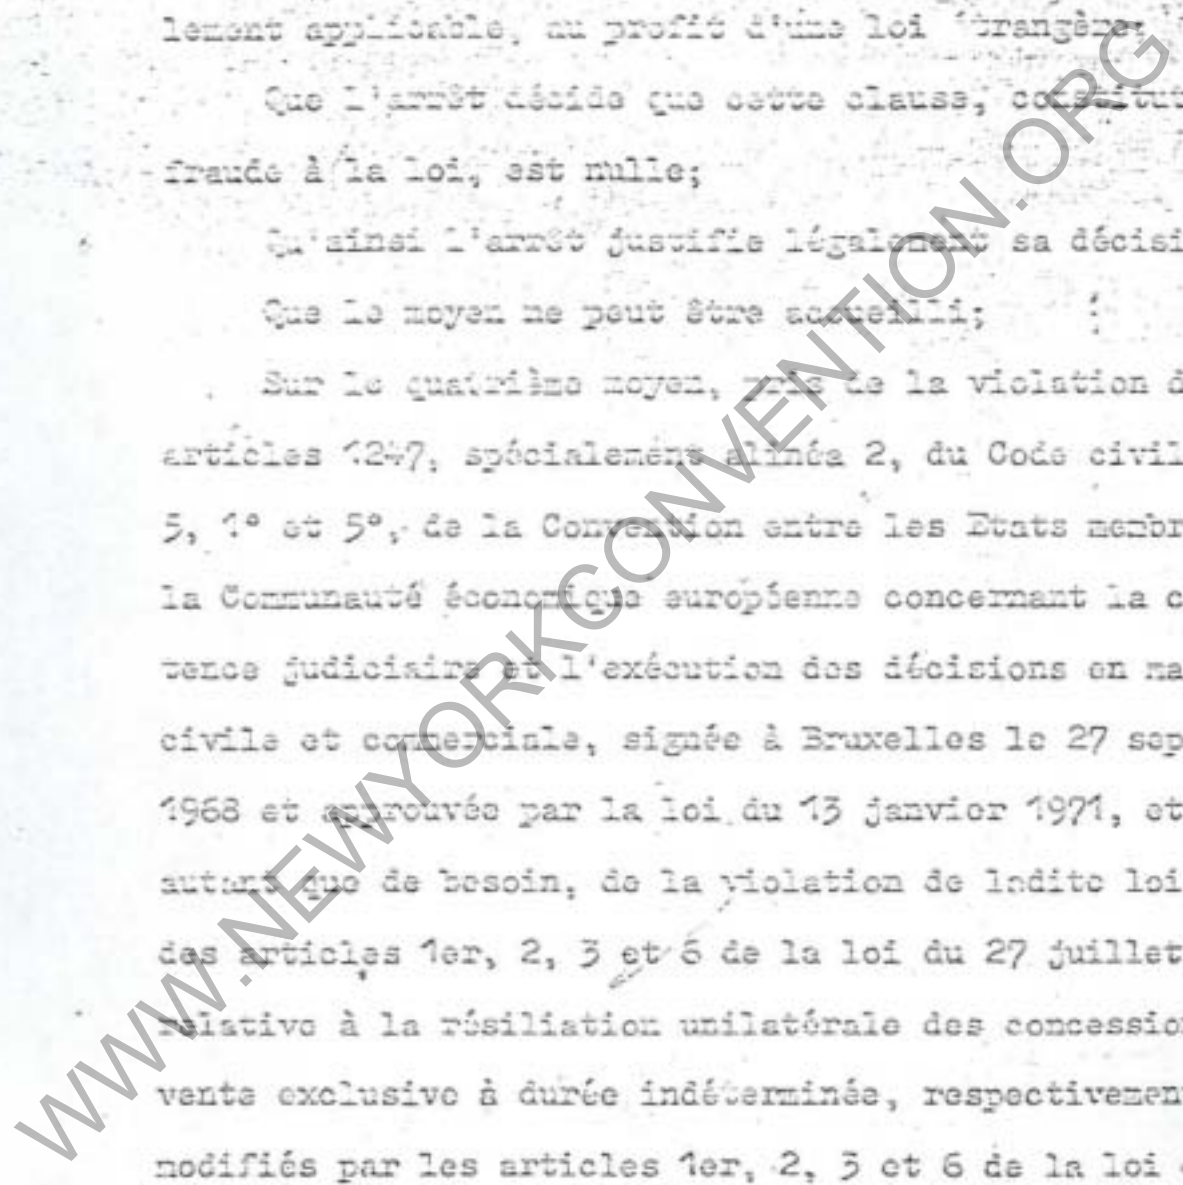 lement applicable, au profit d'une loi étrangère;
Que l'arrêt décide que cette clause, constitut
fraude à la loi, est nulle;
Qu'ainsi l'arrêt justifie légalement sa décisi
Que le moyen ne peut être accueilli;
Sur le quatrième moyen, pris de la violation d
articles 1247, spécialement alinéa 2, du Code civil
5, 1° et 5°, de la Convention entre les Etats membr
la Communauté économique européenne concernant la c
tence judiciaire et l'exécution des décisions en ma
civile et commerciale, signée à Bruxelles le 27 sep
1968 et approuvée par la loi du 13 janvier 1971, et
autant que de besoin, de la violation de ladite loi
des articles 1er, 2, 3 et 6 de la loi du 27 juillet
relative à la résiliation unilatérale des concession
vente exclusive à durée indéterminée, respectivemen
modifiés par les articles 1er, 2, 3 et 6 de la loi
WWW.NEWYORKCONVENTION.ORG